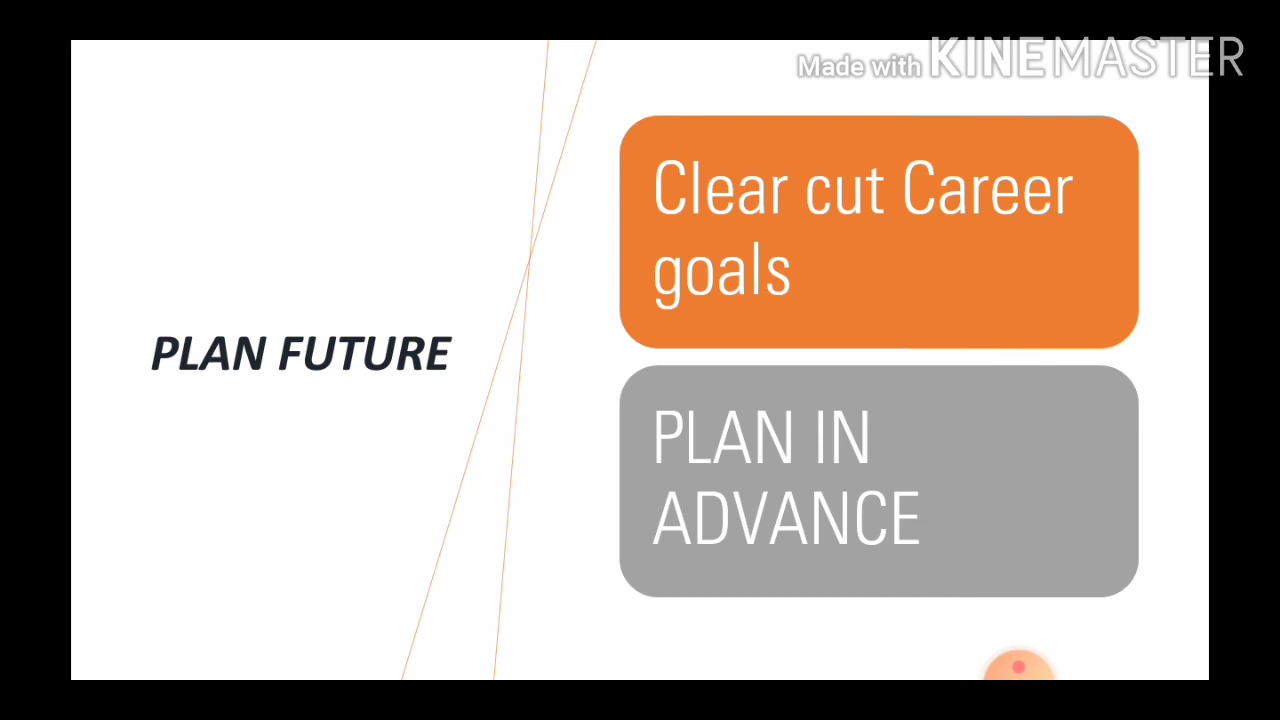 Made with KINEMASTER
Clear cut Career
goals
PLAN FUTURE
PLAN IN
ADVANCE